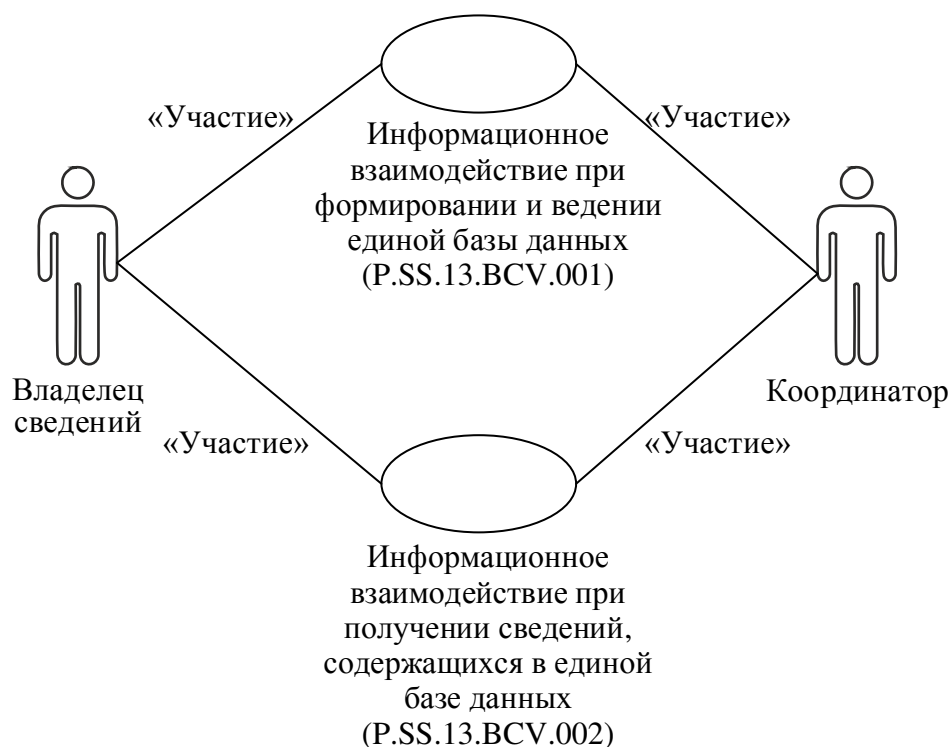 «Участие»
«Участие»
Информационное
взаимодействие при
формировании и ведении
единой базы данных
(P.SS.13.BCV.001)
Владелец
сведений
Координатор
«Участие»
«Участие»
Информационное
взаимодействие при
получении сведений,
содержащихся в единой
базе данных
(P.SS.13.BCV.002)